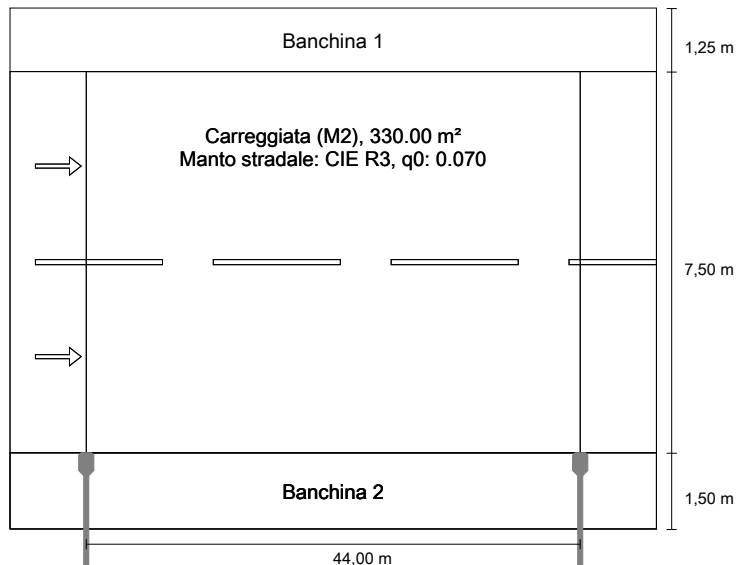 Banchina 1
1,25 m
Carreggiata (M2), 330.00 m²
Manto stradale: CIE R3, q0: 0.070
7,50 m
Banchina 2
1,50 m
44,00 m